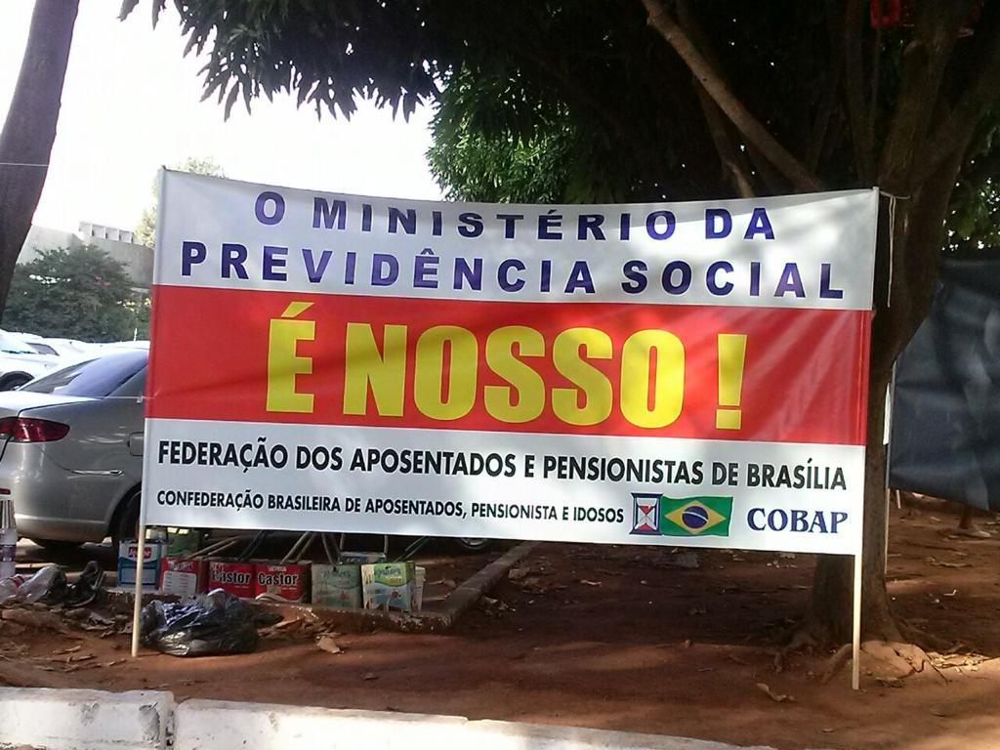 O MINISTÉRIO DA
PREVIDÊNCIA SOCIAL
É NOSSO !
FEDERAÇÃO DOS APOSENTADOS E PENSIONISTAS DE BRASÍLIA
CONFEDERAÇÃO BRASILEIRA DE APOSENTADOS, PENSIONISTA E IDOSOS COBAP
Castor Castor